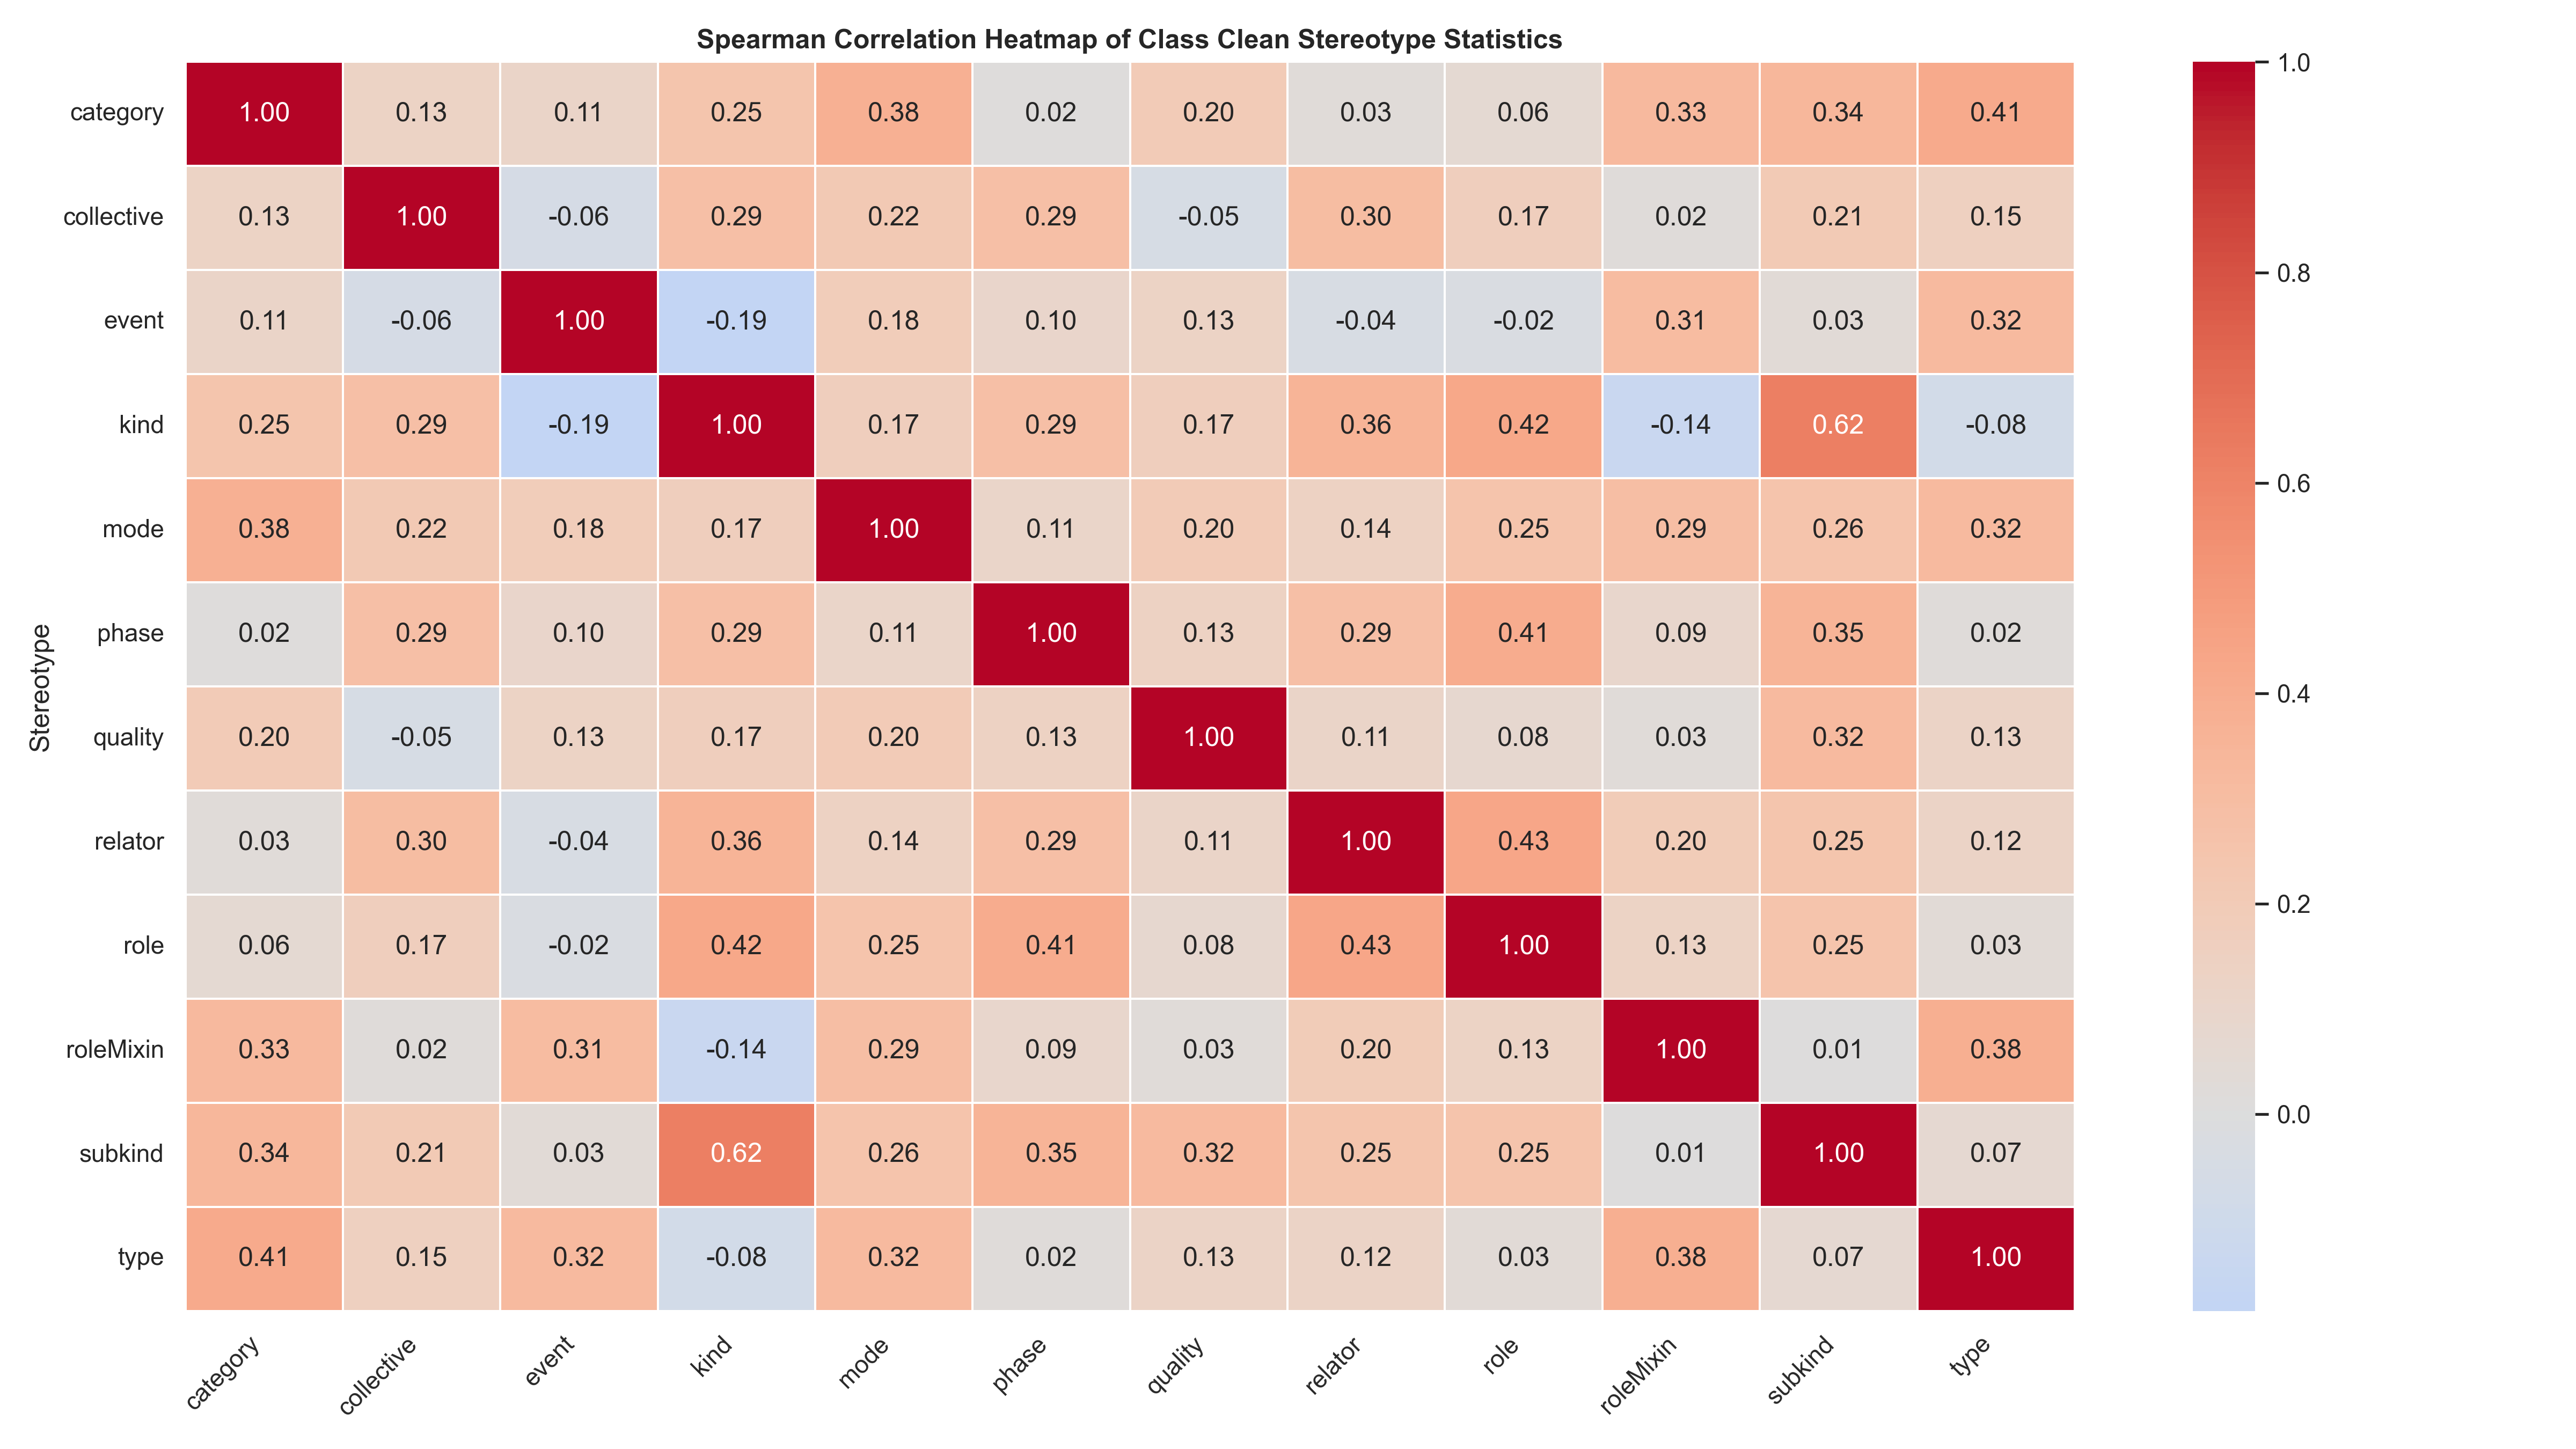 Spearman Correlation Heatmap of Class Clean Stereotype Statistics
category 1.00 0.13 0.11 0.25 0.38 0.02 0.20 0.03 0.06 0.33 0.34 0.41
collective 0.13 1.00 -0.06 0.29 0.22 0.29 -0.05 0.30 0.17 0.02 0.21 0.15
event 0.11 -0.06 1.00 -0.19 0.18 0.10 0.13 -0.04 -0.02 0.31 0.03 0.32
kind 0.25 0.29 -0.19 1.00 0.17 0.29 0.17 0.36 0.42 -0.14 0.62 -0.08
mode 0.38 0.22 0.18 0.17 1.00 0.11 0.20 0.14 0.25 0.29 0.26 0.32
phase 0.02 0.29 0.10 0.29 0.11 1.00 0.13 0.29 0.41 0.09 0.35 0.02
quality 0.20 -0.05 0.13 0.17 0.20 0.13 1.00 0.11 0.08 0.03 0.32 0.13
relator 0.03 0.30 -0.04 0.36 0.14 0.29 0.11 1.00 0.43 0.20 0.25 0.12
role 0.06 0.17 -0.02 0.42 0.25 0.41 0.08 0.43 1.00 0.13 0.25 0.03
roleMixin 0.33 0.02 0.31 -0.14 0.29 0.09 0.03 0.20 0.13 1.00 0.01 0.38
subkind 0.34 0.21 0.03 0.62 0.26 0.35 0.32 0.25 0.25 0.01 1.00 0.07
type 0.41 0.15 0.32 -0.08 0.32 0.02 0.13 0.12 0.03 0.38 0.07 1.00
category collective event kind mode phase quality relator role roleMixin subkind type
Stereotype
1.0
0.8
0.6
0.4
0.2
0.0